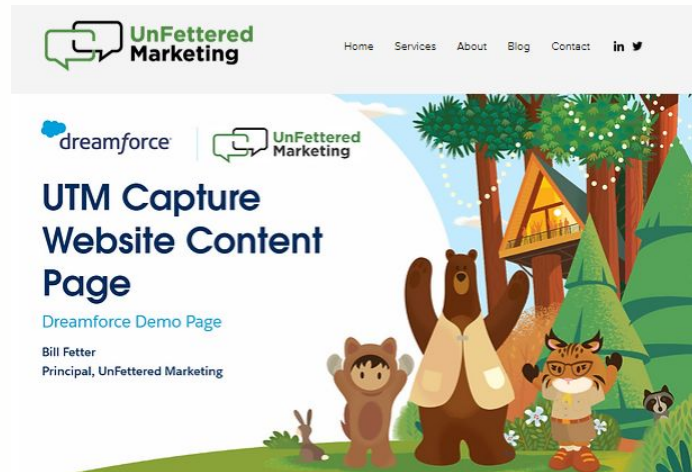 UnFettered
Marketing
Home Services About Blog Contact in
dreamforce
UnFettered
Marketing
UTM Capture
Website Content
Page
Dreamforce Demo Page
Bill Fetter
Principal, UnFettered Marketing